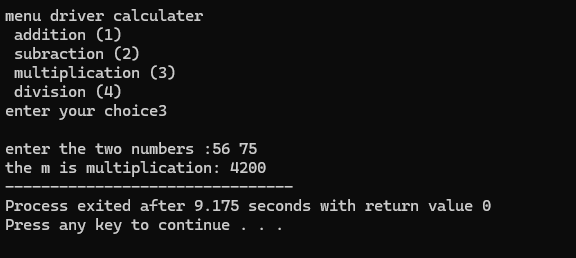 menu driver calculater
addition (1)
subraction (2)
multiplication (3)
division (4)
enter your choice3
enter the two numbers :56 75
the m is multiplication: 4200
--------------------------------
Process exited after 9.175 seconds with return value 0
Press any key to continue . . .